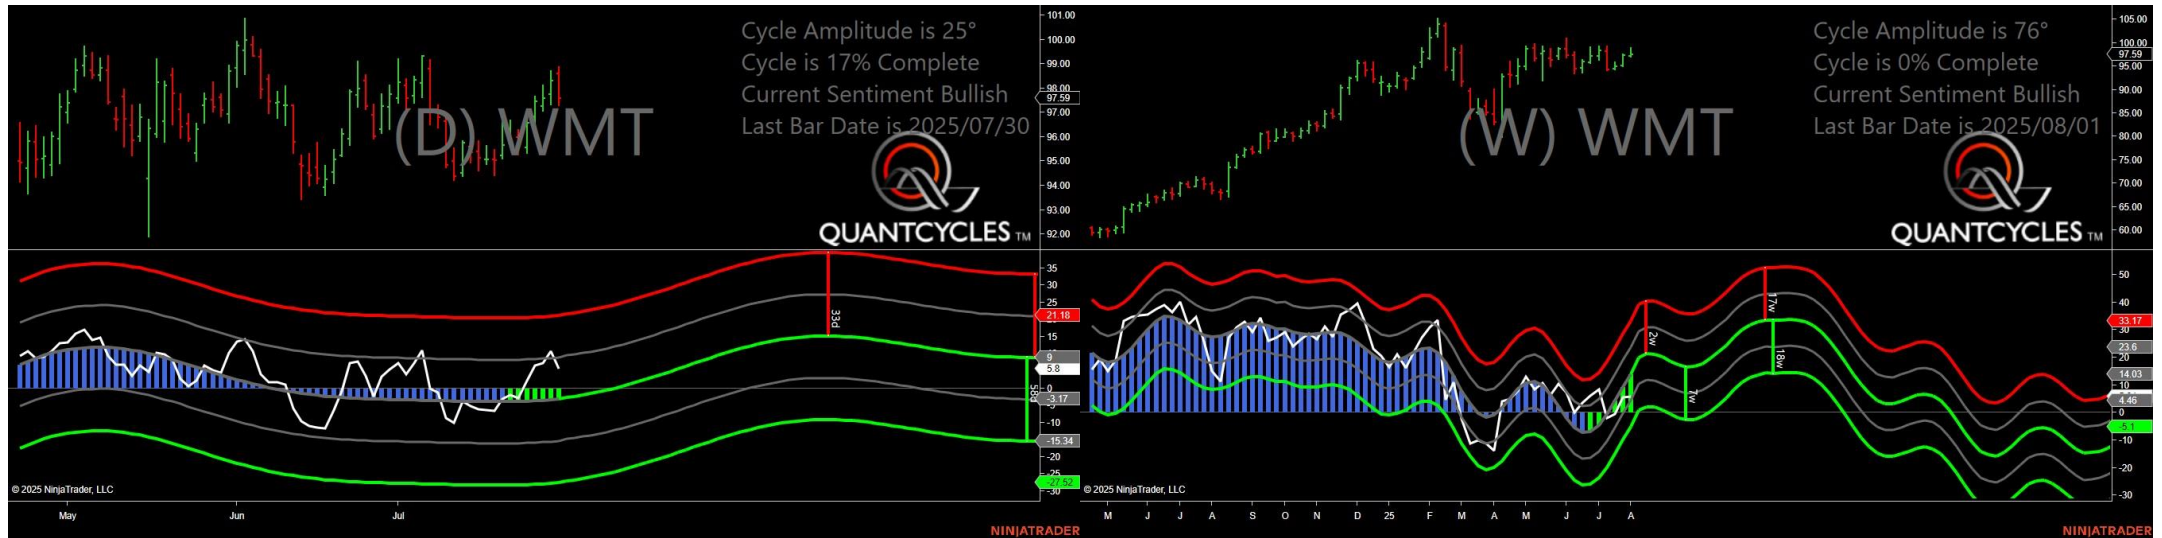 Cycle Amplitude is 25°
Cycle is 17% Complete
Current Sentiment Bullish
Last Bar Date is 2025/07/30
(D) WMT
QUANTCYCLES TM
101.00
100.00
99.00
98.00
97.59
97.00
96.00
95.00
94.00
93.00
92.00
35
30
25
21.18
15
9
5.8
0
-3.17
-10
-15.34
-20
-25
-27.52
-30
33d
58d
© 2025 NinjaTrader, LLC
May Jun Jul
NINJATRADER
Cycle Amplitude is 76°
Cycle is 0% Complete
Current Sentiment Bullish
Last Bar Date is 2025/08/01
(W) WMT
QUANTCYCLES TM
105.00
100.00
97.59
95.00
90.00
85.00
80.00
75.00
70.00
65.00
60.00
50
40
33.17
30
23.6
20
14.03
10
4.46
0
-5.1
-10
-20
-30
2w
7w
17w
18w
© 2025 NinjaTrader, LLC
M J J A S O N D 25 F M A M J J A
NINJATRADER